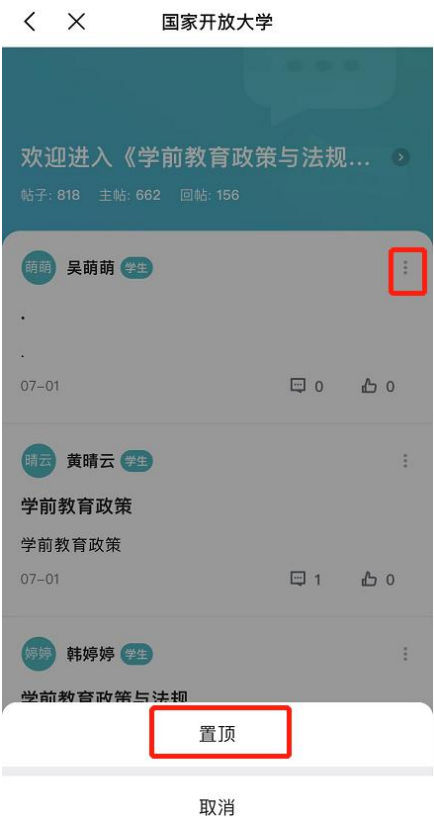 国家开放大学
欢迎进入《学前教育政策与法规...
帖子: 818 主帖: 662 回帖: 156
萌萌 吴萌萌 学生
.
.
07-01 0 0
晴云 黄晴云 学生
学前教育政策
学前教育政策
07-01 1 0
婷婷 韩婷婷 学生
学前教育政策与法规
置顶
取消